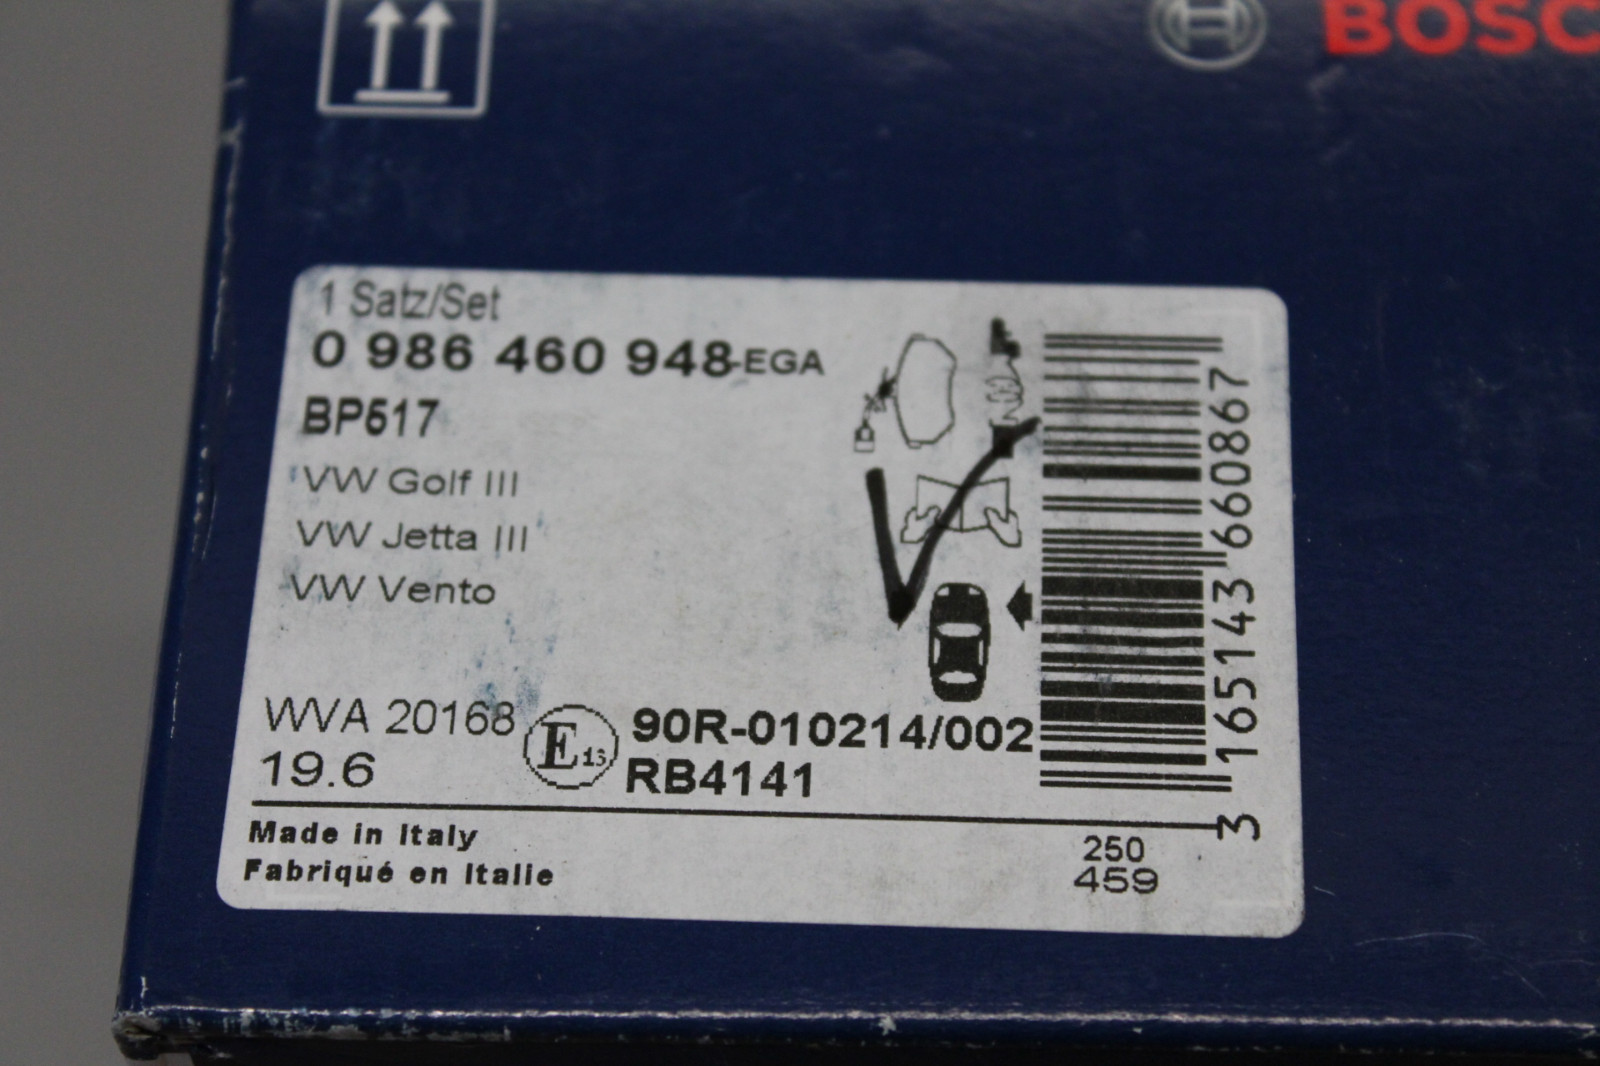 BOSC
1 Satz/Set
0 986 460 948-EGA
BP517
VW Golf III
VW Jetta III
VW Vento
WVA 20168
19.6
E 13
90R-010214/002
RB4141
Made in Italy
Fabriqué en Italie
250
459
3 165143 660867